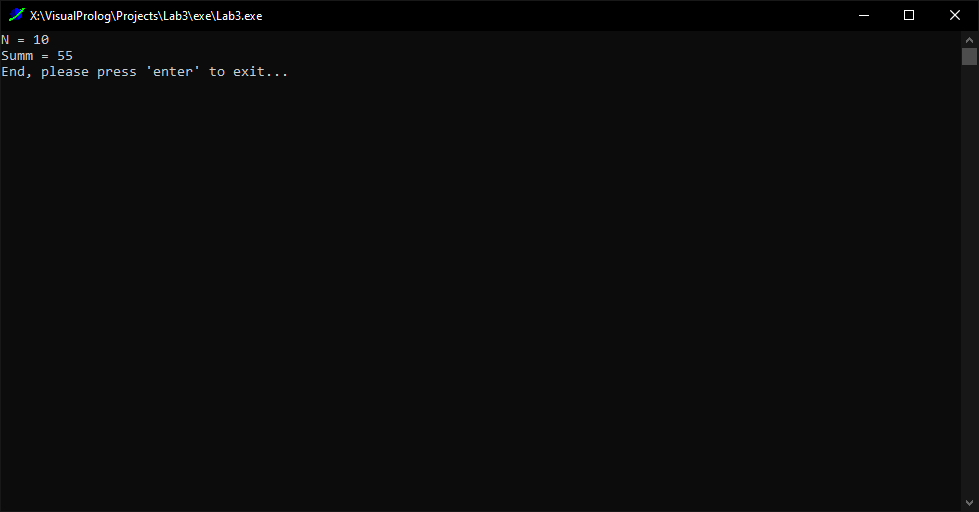 X:\VisualProlog\Projects\Lab3\exe\Lab3.exe
N = 10
Summ = 55
End, please press 'enter' to exit...